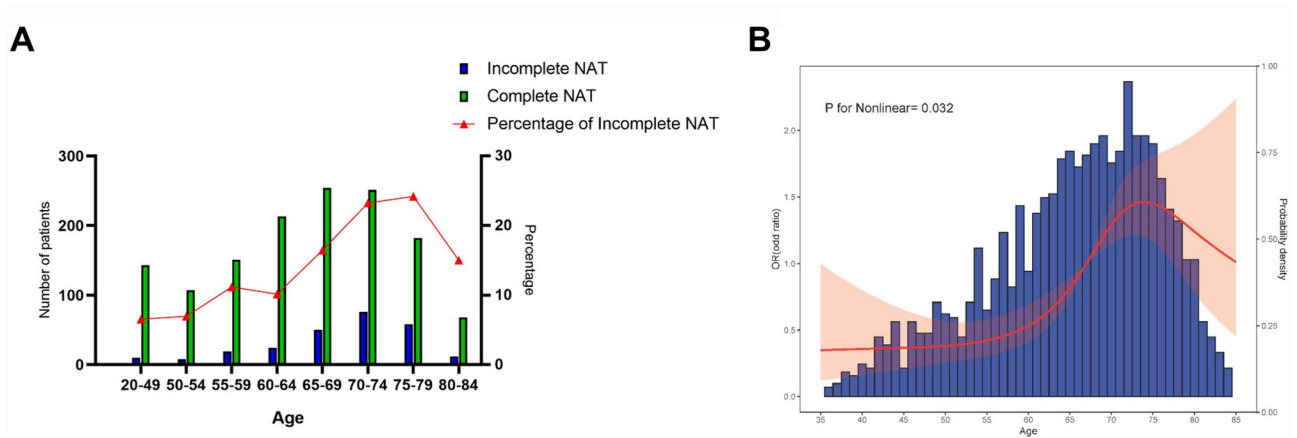 A
Incomplete NAT
Complete NAT
Percentage of Incomplete NAT
300
200
100
0
30
20
10
0
Number of patients
Percentage
20-49 50-54 55-59 60-64 65-69 70-74 75-79 80-84
Age
B
P for Nonlinear= 0.032
2.0
1.5
1.0
0.5
0.0
OR(odd ratio)
1.00
0.75
0.50
0.25
0.00
Probability density
35 40 45 50 55 60 65 70 75 80 85
Age